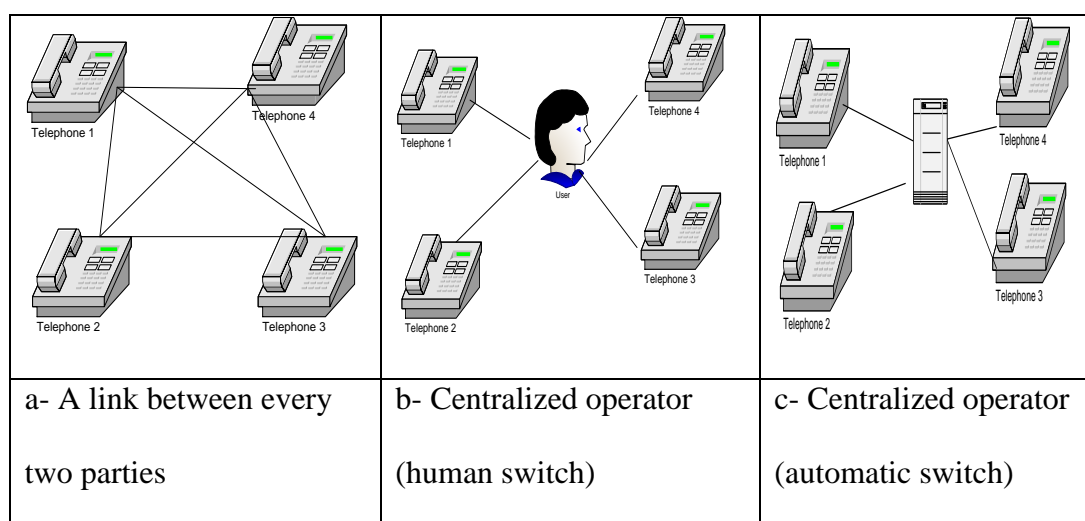 Telephone 1
Telephone 4
Telephone 2
Telephone 3
Telephone 1
Telephone 4
User
Telephone 2
Telephone 3
Telephone 1
Telephone 4
Telephone 2
Telephone 3
a- A link between every
two parties
b- Centralized operator
(human switch)
c- Centralized operator
(automatic switch)